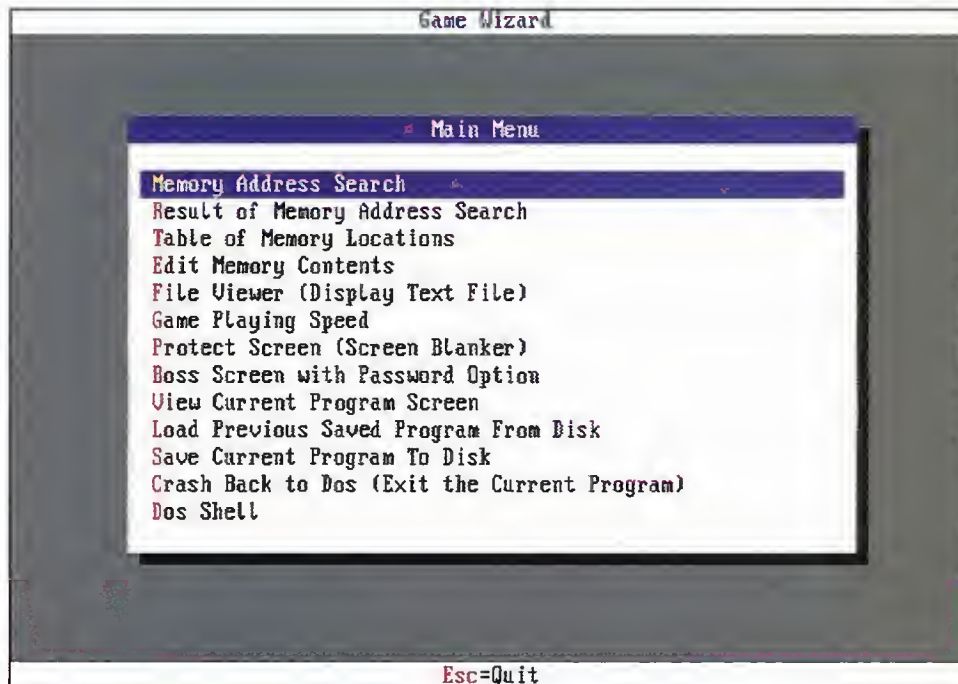 Game Wizard
Main Menu
Memory Address Search
Result of Memory Address Search
Table of Memory Locations
Edit Memory Contents
File Viewer (Display Text File)
Game Playing Speed
Protect Screen (Screen Blanker)
Boss Screen with Password Option
View Current Program Screen
Load Previous Saved Program From Disk
Save Current Program To Disk
Crash Back to Dos (Exit the Current Program)
Dos Shell
Esc=Quit